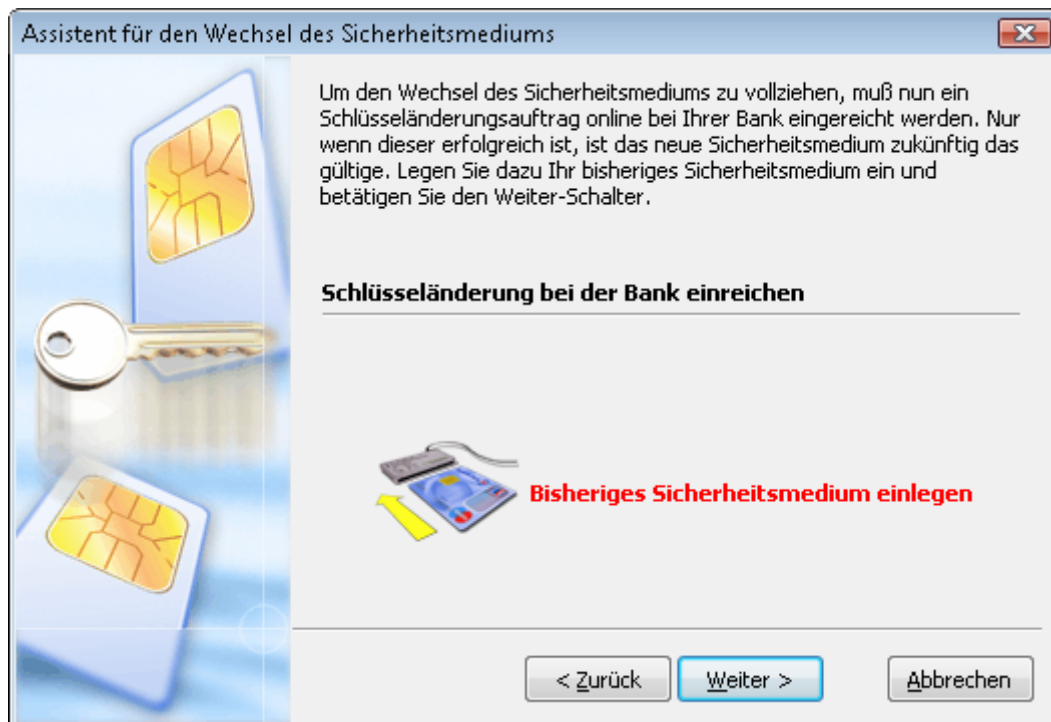 Assistent für den Wechsel des Sicherheitsmediums
Um den Wechsel des Sicherheitsmediums zu vollziehen, muß nun ein
Schlüsseländerungsauftrag online bei Ihrer Bank eingereicht werden. Nur
wenn dieser erfolgreich ist, ist das neue Sicherheitsmedium zukünftig das
gültige. Legen Sie dazu Ihr bisheriges Sicherheitsmedium ein und
betätigen Sie den Weiter-Schalter.
Schlüsseländerung bei der Bank einreichen
Bisheriges Sicherheitsmedium einlegen
< Zurück
Weiter >
Abbrechen